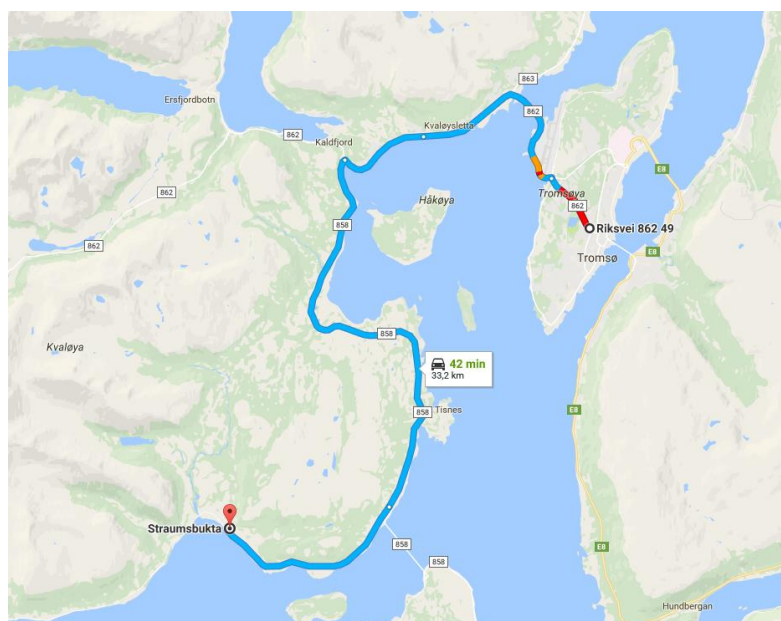 863
Ersfjordbotn
862
Kvaløysletta
862
Kaldfjord
E8
862
Tromsøya
Håkøya
862
Riksvei 862 49
858
862
E8
Tromsø
858
Kvaløya
42 min
33,2 km
858
Tisnes
E8
Straumsbukta
858
E8
858
Hundbergan